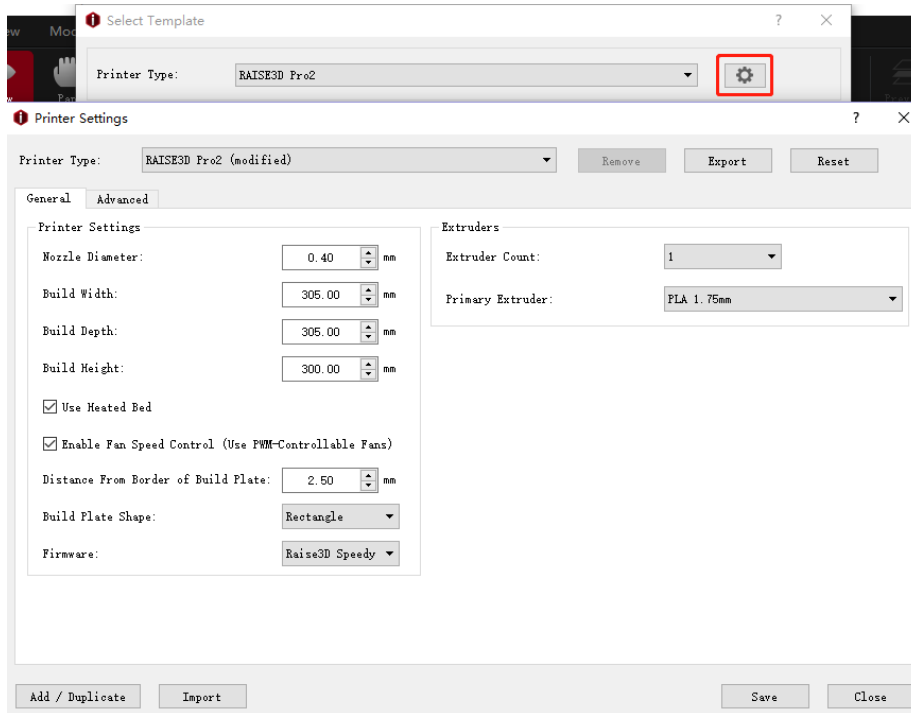 Select Template
?
Printer Type: RAISE3D Pro2
Printer Settings
?
Printer Type: RAISE3D Pro2 (modified) Remove Export Reset
General Advanced
Printer Settings
Nozzle Diameter: 0.40 mm
Build Width: 305.00 mm
Build Depth: 305.00 mm
Build Height: 300.00 mm
Use Heated Bed
Enable Fan Speed Control (Use PWM-Controllable Fans)
Distance From Border of Build Plate: 2.50 mm
Build Plate Shape: Rectangle
Firmware: Raise3D Speedy
Extruders
Extruder Count: 1
Primary Extruder: PLA 1.75mm
Add / Duplicate Import Save Close